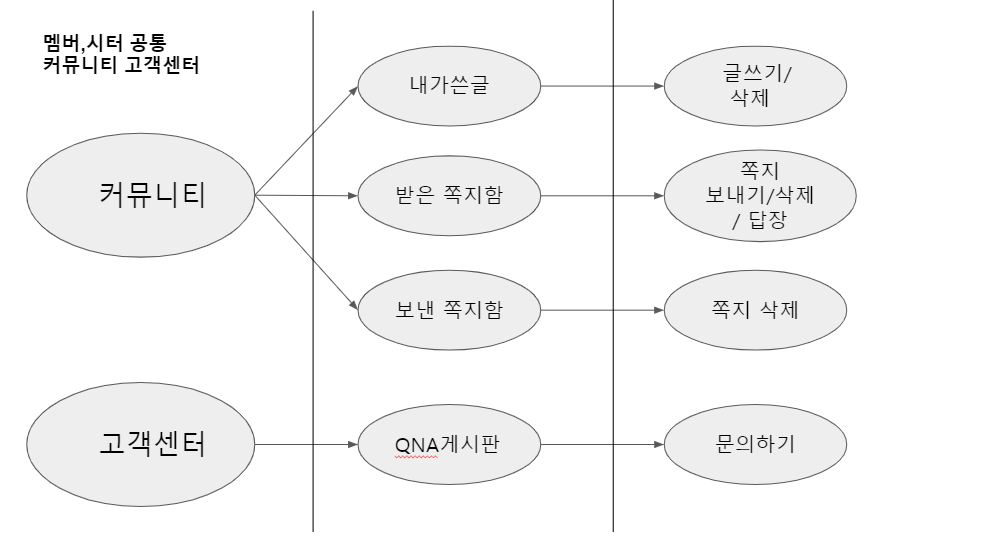 멤버,시터 공통
커뮤니티 고객센터
커뮤니티
내가쓴글
글쓰기/
삭제
받은 쪽지함
쪽지
보내기/삭제
/ 답장
보낸 쪽지함
쪽지 삭제
고객센터
QNA게시판
문의하기